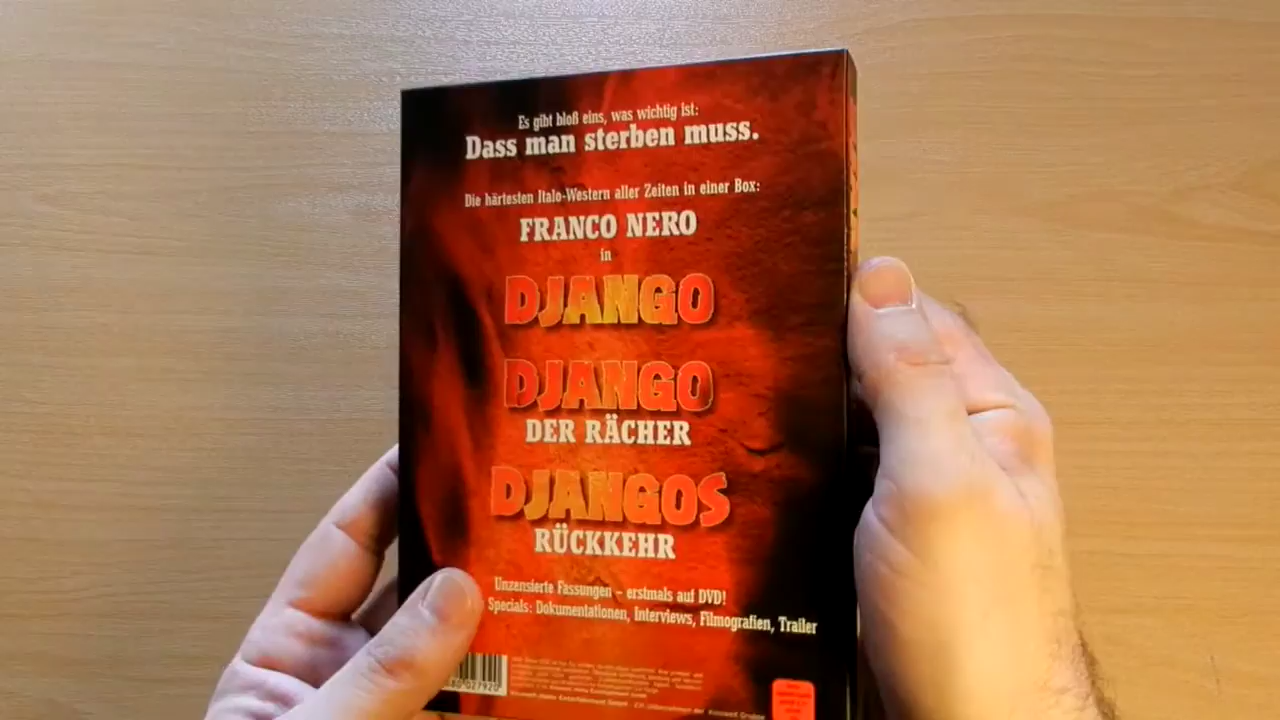 Es gibt bloß eins, was wichtig ist:
Dass man sterben muss.
Die härtesten Italo-Western aller Zeiten in einer Box:
FRANCO NERO
in
DJANGO
DJANGO
DER RÄCHER
DJANGOS
RÜCKKEHR
Unzensierte Fassungen – erstmals auf DVD!
Specials: Dokumentationen, Interviews, Filmografien, Trailer